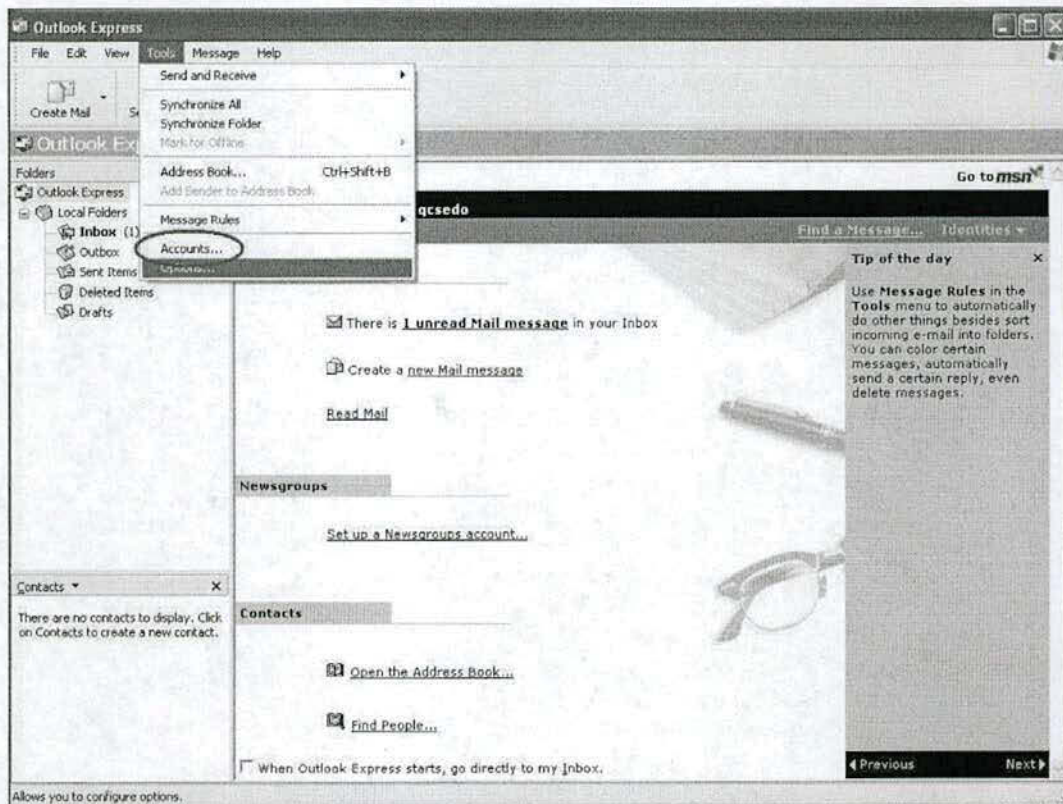 Outlook Express
File Edit View Tools Message Help
Create Mail
Send and Receive
Synchronize All
Synchronize Folder
Mark for Offline
Address Book... Ctrl+Shift+B
Add Sender to Address Book
Message Rules
Accounts...
Options...
Outlook Ex
Go to msn
Folders
Outlook Express
Local Folders
Inbox (1)
Outbox
Sent Items
Deleted Items
Drafts
qcsedo
Find a Message... Identities
There is 1 unread Mail message in your Inbox
Create a new Mail message
Read Mail
Newsgroups
Set up a Newsgroups account...
Contacts
Open the Address Book...
Find People...
When Outlook Express starts, go directly to my Inbox.
Tip of the day
Use Message Rules in the
Tools menu to automatically
do other things besides sort
incoming e-mail into folders.
You can color certain
messages, automatically
send a certain reply, even
delete messages.
Previous Next
Contacts
There are no contacts to display. Click
on Contacts to create a new contact.
Allows you to configure options.